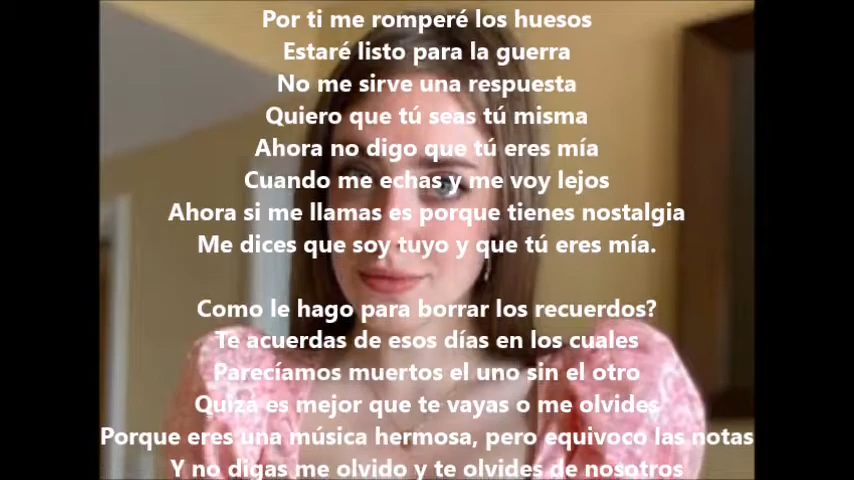 Por ti me romperé los huesos
Estaré listo para la guerra
No me sirve una respuesta
Quiero que tú seas tú misma
Ahora no digo que tú eres mía
Cuando me echas y me voy lejos
Ahora si me llamas es porque tienes nostalgia
Me dices que soy tuyo y que tú eres mía.
Como le hago para borrar los recuerdos?
Te acuerdas de esos días en los cuales
Parecíamos muertos el uno sin el otro
Quizá es mejor que te vayas o me olvides
Porque eres una música hermosa, pero equivoco las notas
Y no digas me olvido y te olvides de nosotros